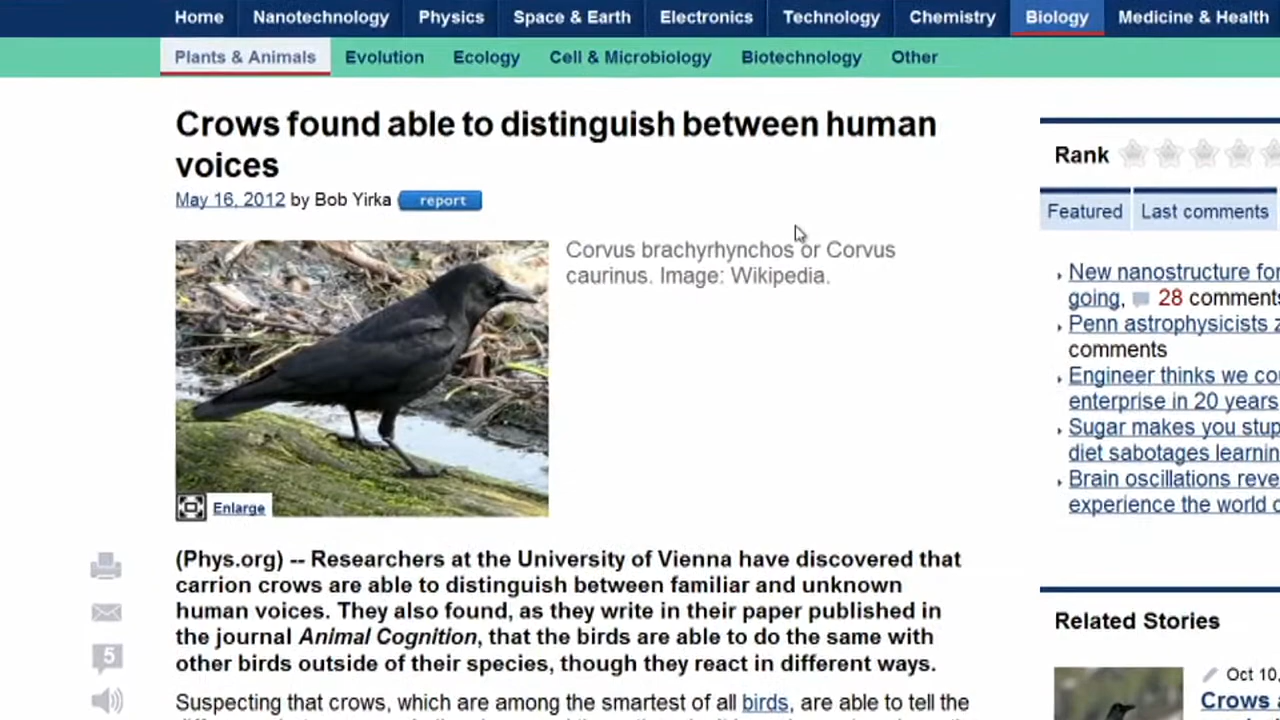 Home Nanotechnology Physics Space & Earth Electronics Technology Chemistry Biology Medicine & Health
Plants & Animals Evolution Ecology Cell & Microbiology Biotechnology Other
Crows found able to distinguish between human
voices
May 16, 2012 by Bob Yirka report
Corvus brachyrhynchos or Corvus
caurinus. Image: Wikipedia.
Enlarge
(Phys.org) -- Researchers at the University of Vienna have discovered that
carrion crows are able to distinguish between familiar and unknown
human voices. They also found, as they write in their paper published in
the journal Animal Cognition, that the birds are able to do the same with
other birds outside of their species, though they react in different ways.
5
Suspecting that crows, which are among the smartest of all birds, are able to tell the
Rank
Featured Last comments
New nanostructure for
going, 28 comments
Penn astrophysicists
comments
Engineer thinks we
enterprise in 20 years
Sugar makes you
diet sabotages
Brain oscillations
experience the world
Related Stories
Oct 10,
Crows